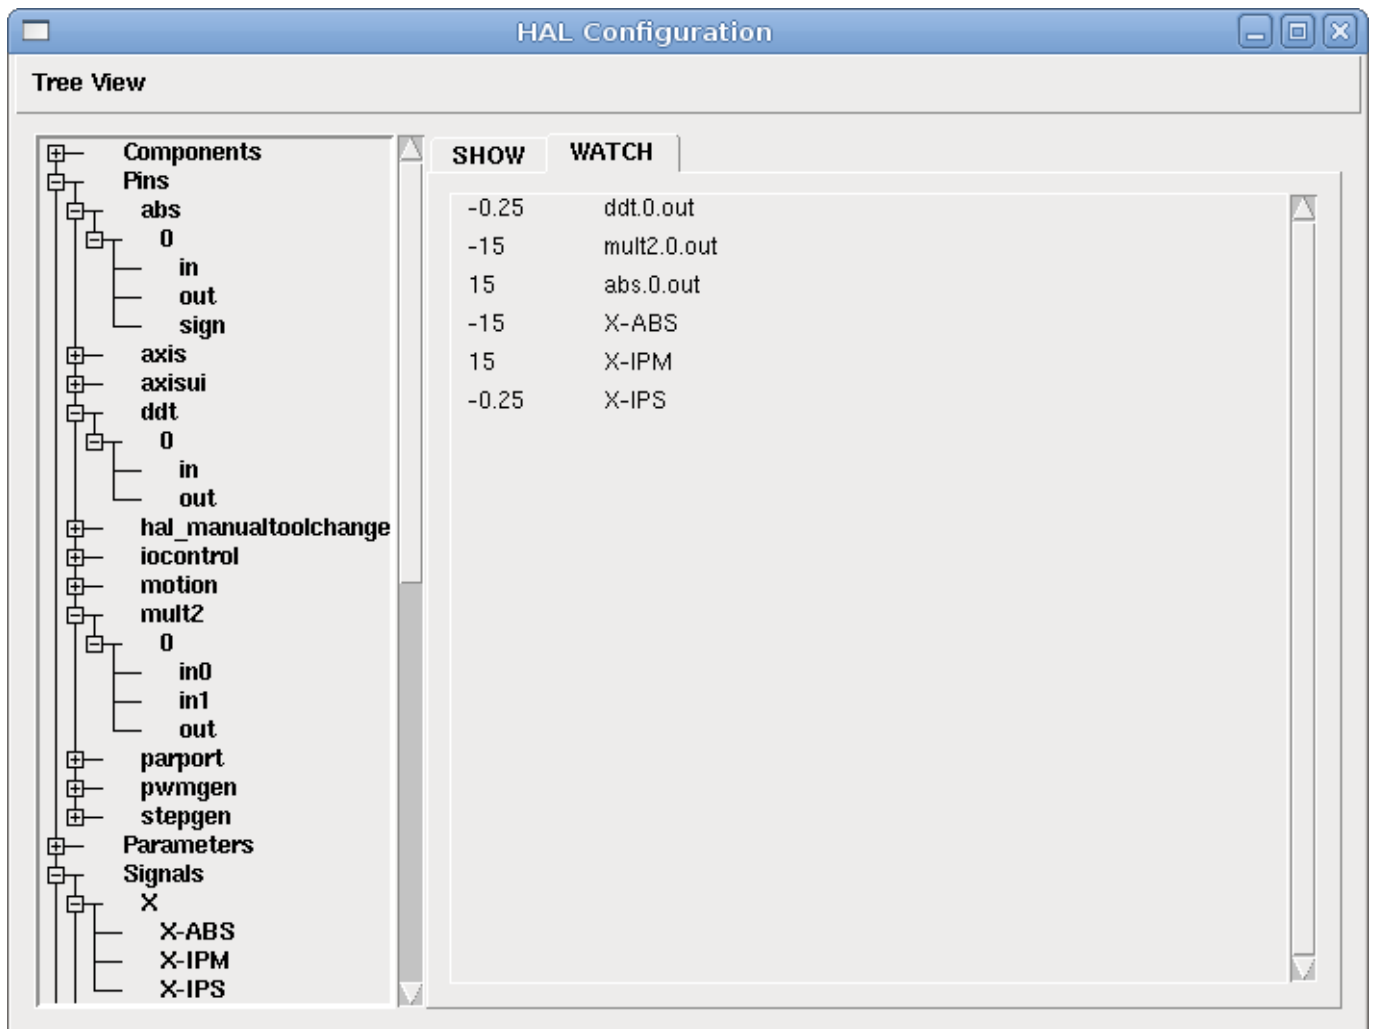 HAL Configuration
Tree View
Components
Pins
abs
0
in
out
sign
axis
axisui
ddt
0
in
out
hal_manualtoolchange
iocontrol
motion
mult2
0
in0
in1
out
parport
pwmgen
stepgen
Parameters
Signals
X
X-ABS
X-IPM
X-IPS
SHOW WATCH
-0.25 ddt.0.out
-15 mult2.0.out
15 abs.0.out
-15 X-ABS
15 X-IPM
-0.25 X-IPS